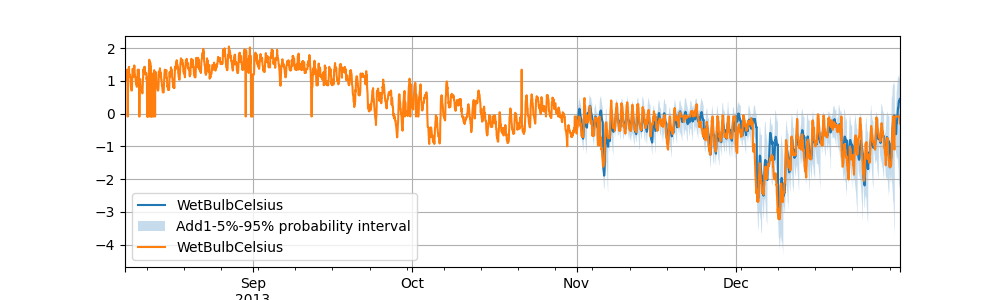 2
1
0
−1
−2
−3
−4
WetBulbCelsius
Add1-5%-95% probability interval
WetBulbCelsius
Sep Oct Nov Dec
2013